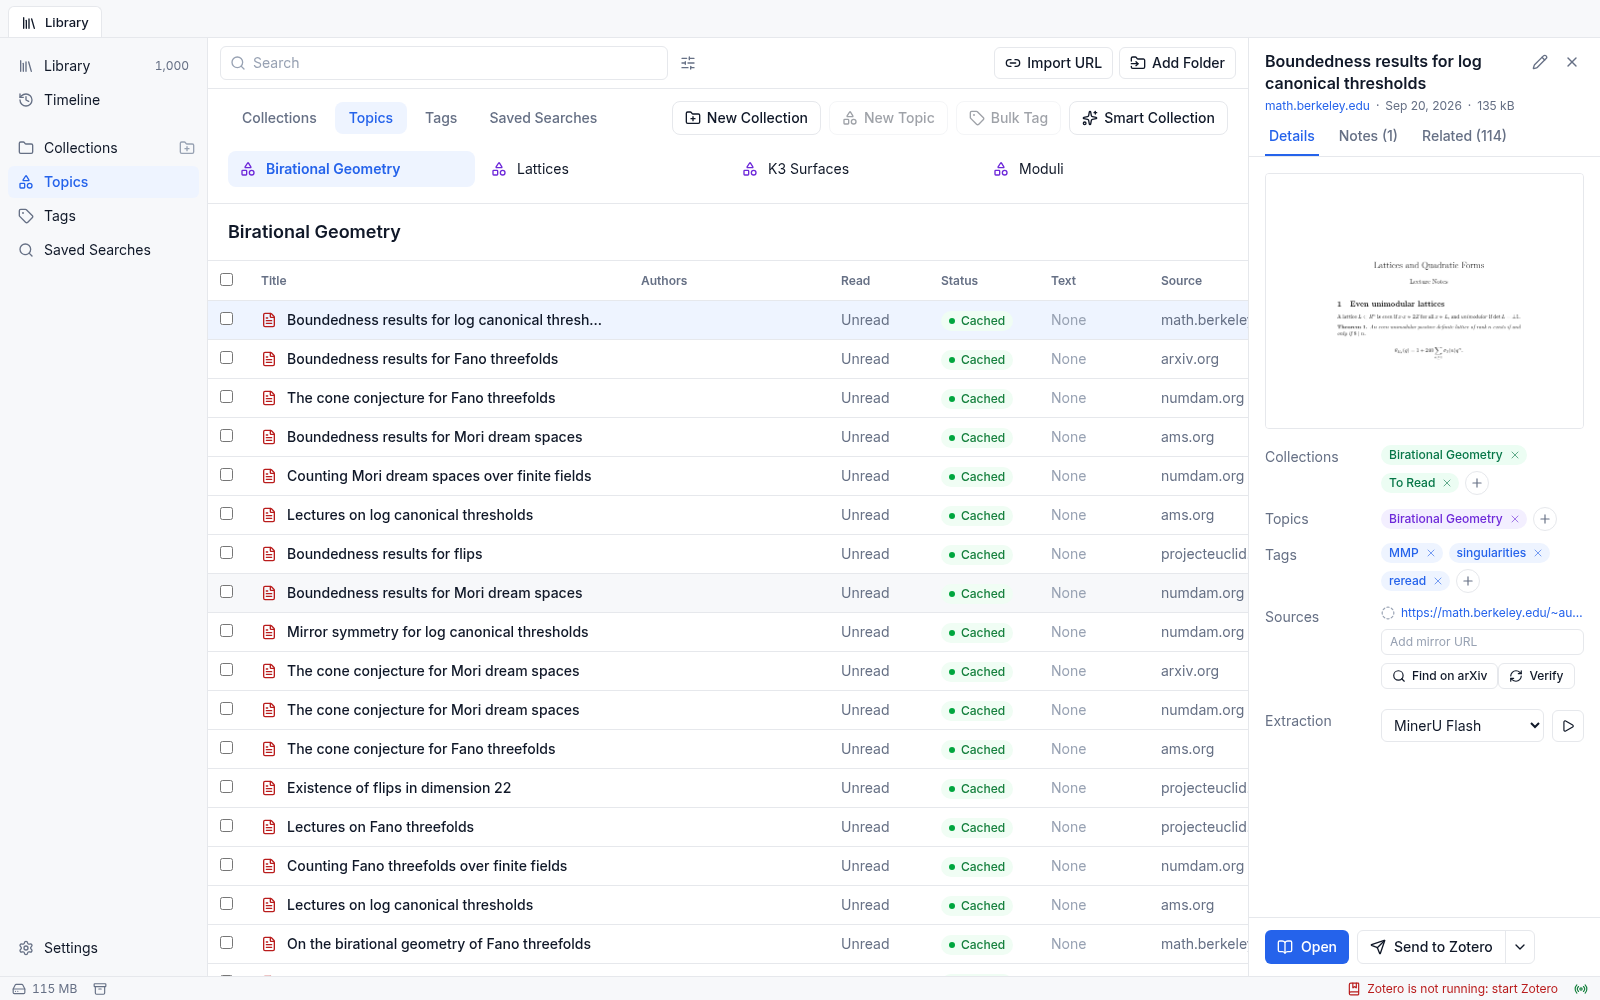 Library
Library 1,000
Timeline
Collections
Topics
Tags
Saved Searches
Settings
Search
Import URL
Add Folder
Collections
Topics
Tags
Saved Searches
New Collection
New Topic
Bulk Tag
Smart Collection
Birational Geometry
Lattices
K3 Surfaces
Moduli
Birational Geometry
Title Authors Read Status Text Source
Boundedness results for log canonical thresh... Unread Cached None math.berkele
Boundedness results for Fano threefolds Unread Cached None arxiv.org
The cone conjecture for Fano threefolds Unread Cached None numdam.org
Boundedness results for Mori dream spaces Unread Cached None ams.org
Counting Mori dream spaces over finite fields Unread Cached None numdam.org
Lectures on log canonical thresholds Unread Cached None ams.org
Boundedness results for flips Unread Cached None projecteuclid
Boundedness results for Mori dream spaces Unread Cached None numdam.org
Mirror symmetry for log canonical thresholds Unread Cached None numdam.org
The cone conjecture for Mori dream spaces Unread Cached None arxiv.org
The cone conjecture for Mori dream spaces Unread Cached None numdam.org
The cone conjecture for Fano threefolds Unread Cached None ams.org
Existence of flips in dimension 22 Unread Cached None projecteuclid
Lectures on Fano threefolds Unread Cached None projecteuclid
Counting Fano threefolds over finite fields Unread Cached None numdam.org
Lectures on log canonical thresholds Unread Cached None ams.org
On the birational geometry of Fano threefolds Unread Cached None math.berkele
Boundedness results for log
canonical thresholds
math.berkeley.edu · Sep 20, 2026 · 135 kB
Details Notes (1) Related (114)
Lattices and Quadratic Forms
Lecture Notes
1 Even unimodular lattices
Collections Birational Geometry
To Read
Topics Birational Geometry
Tags MMP singularities
reread
Sources https://math.berkeley.edu/~au...
Add mirror URL
Find on arXiv Verify
Extraction MinerU Flash
Open Send to Zotero
115 MB
Zotero is not running: start Zotero